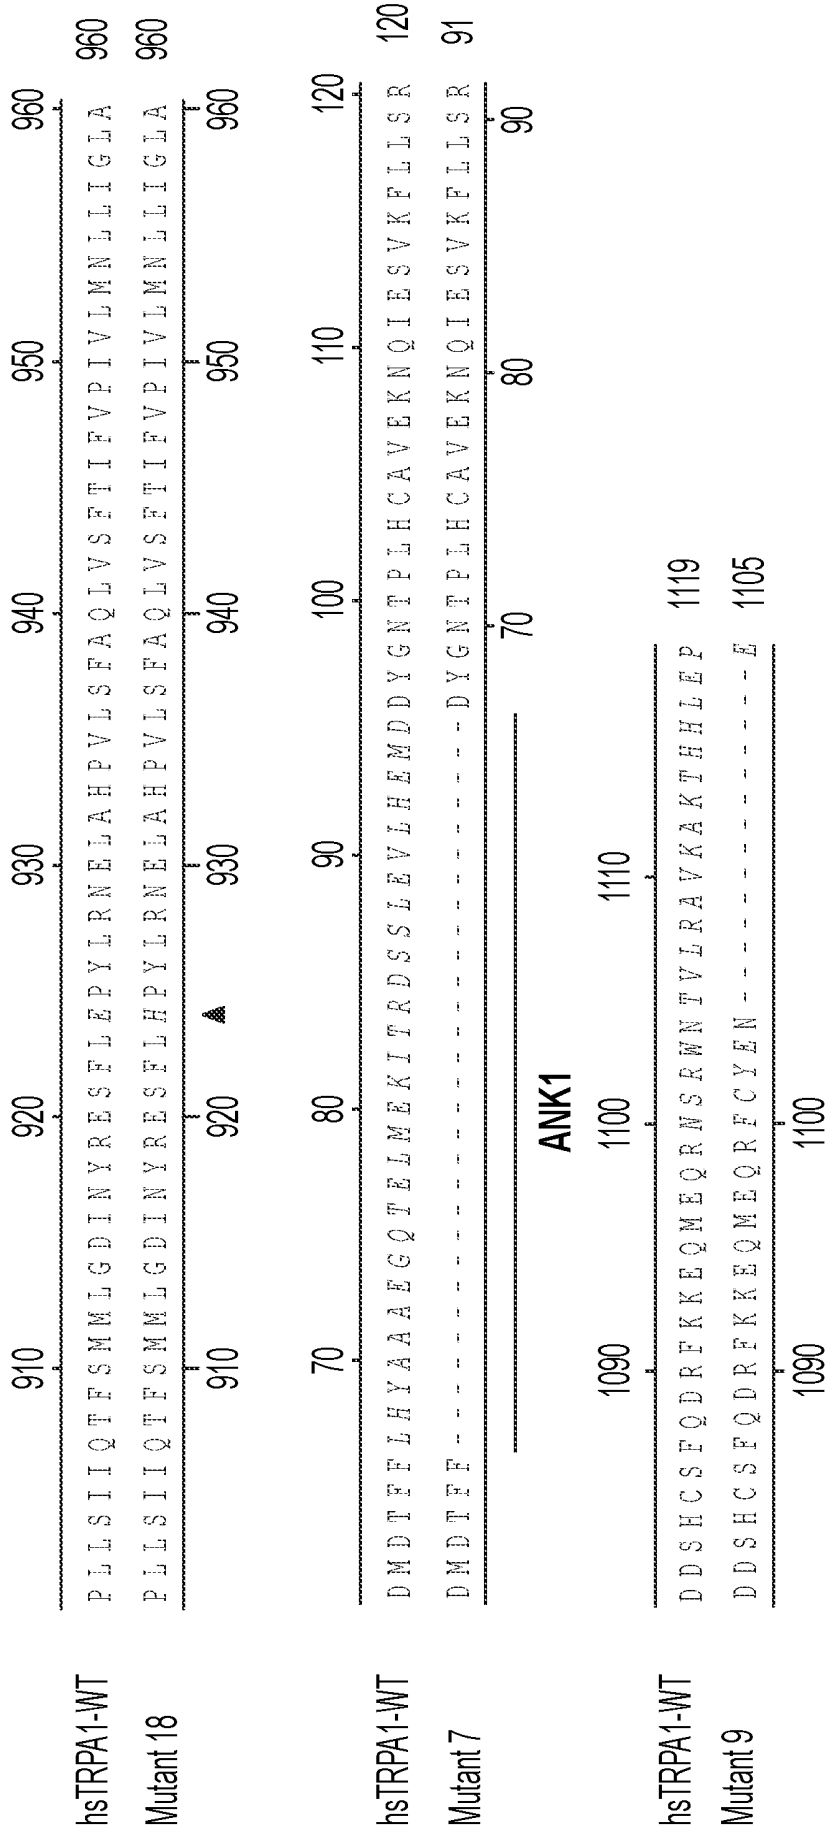 910 920 930 940 950 960
hsTRPA1-WT P L L S I I Q T F S M M L G D I N Y R E S F L E P Y L R N E L A H P V L S F A Q L V S F T I F V P I V L M N L L I G L A 960
Mutant 18 P L L S I I Q T F S M M L G D I N Y R E S F L H P Y L R N E L A H P V L S F A Q L V S F T I F V P I V L M N L L I G L A 960
910 920 930 940 950 960
70 80 90 100 110 120
hsTRPA1-WT D M D T F F L H Y A A A E G Q T E L M E K I T R D S S L E V L H E M D D Y G N T P L H C A V E K N Q I E S V K F L L S R 120
Mutant 7 D M D T F F - - - - - - - - - - - - - - - - - - - - - - - - - - - - - D Y G N T P L H C A V E K N Q I E S V K F L L S R 91
70 80 90
ANK1
1090 1100 1110
hsTRPA1-WT D D S H C S F Q D R F K K E Q M E Q R N S R W N T V L R A V K A K T H H L E P 1119
Mutant 9 D D S H C S F Q D R F K K E Q M E Q R F C Y E N - - - - - - - - - - - - - - E 1105
1090 1100